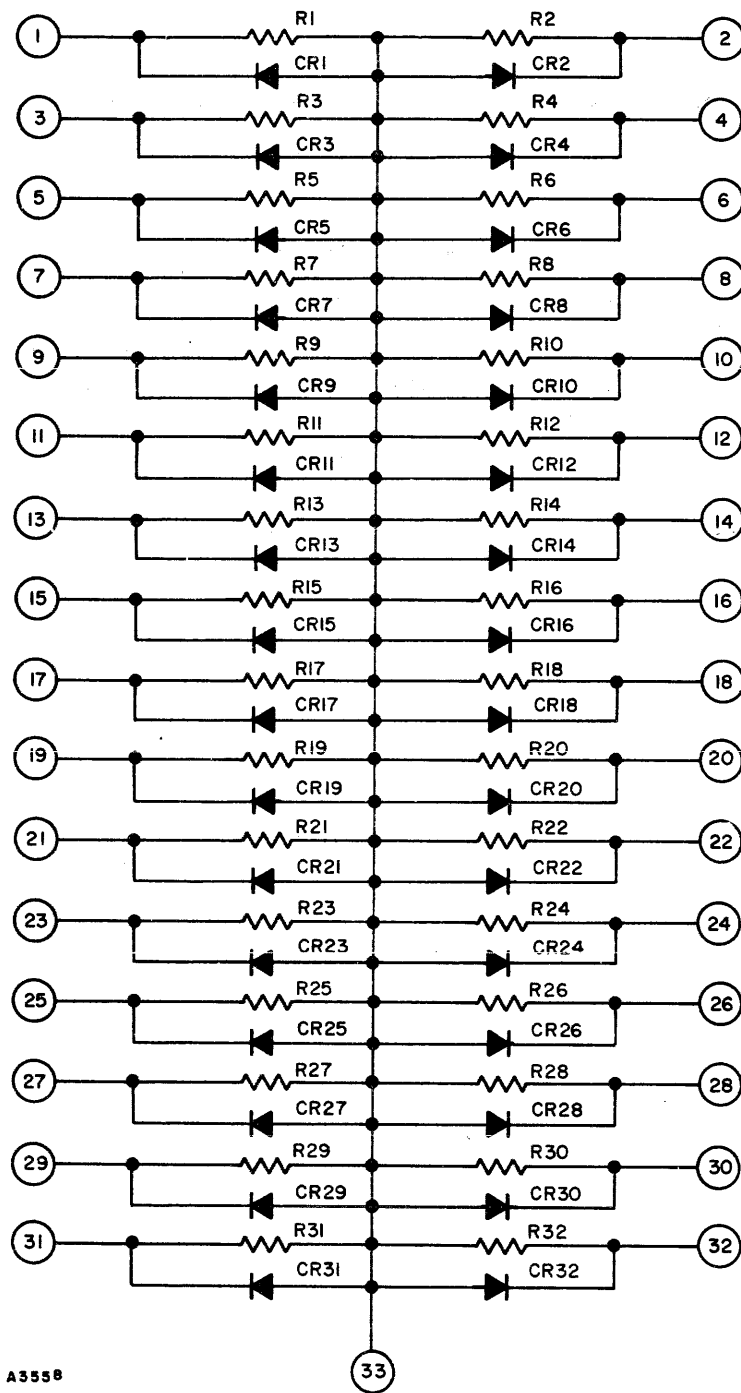 R1 R2
1 2
CR1 CR2
R3 R4
3 4
CR3 CR4
R5 R6
5 6
CR5 CR6
R7 R8
7 8
CR7 CR8
R9 R10
9 10
CR9 CR10
R11 R12
11 12
CR11 CR12
R13 R14
13 14
CR13 CR14
R15 R16
15 16
CR15 CR16
R17 R18
17 18
CR17 CR18
R19 R20
19 20
CR19 CR20
R21 R22
21 22
CR21 CR22
R23 R24
23 24
CR23 CR24
R25 R26
25 26
CR25 CR26
R27 R28
27 28
CR27 CR28
R29 R30
29 30
CR29 CR30
R31 R32
31 32
CR31 CR32
A3558
33